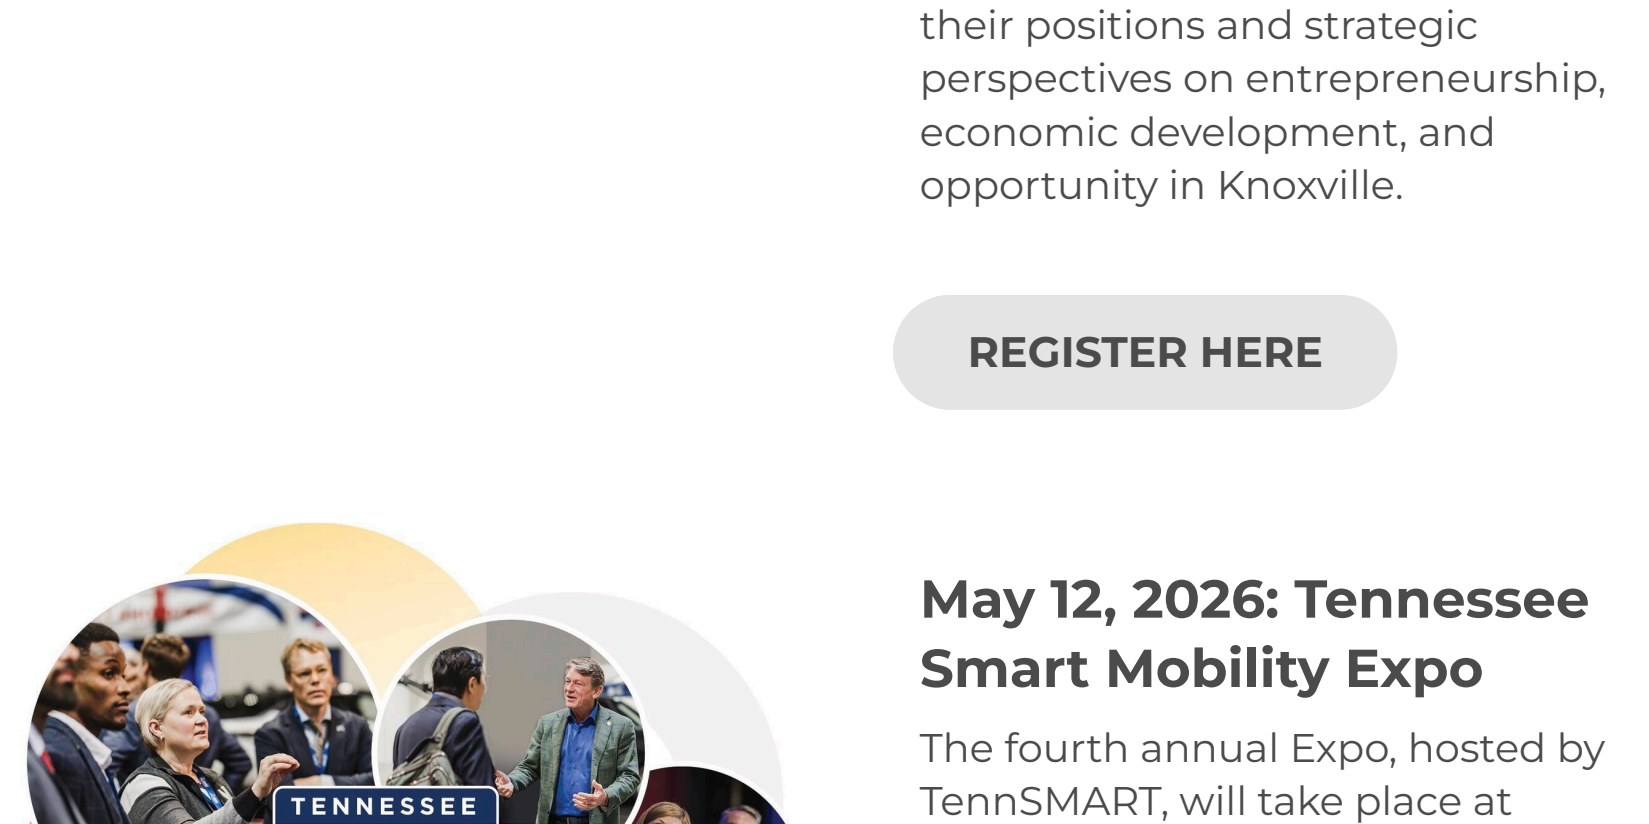 their positions and strategic
perspectives on entrepreneurship,
economic development, and
opportunity in Knoxville.
REGISTER HERE
May 12, 2026: Tennessee
Smart Mobility Expo
The fourth annual Expo, hosted by
TennSMART, will take place at
TENNESSEE